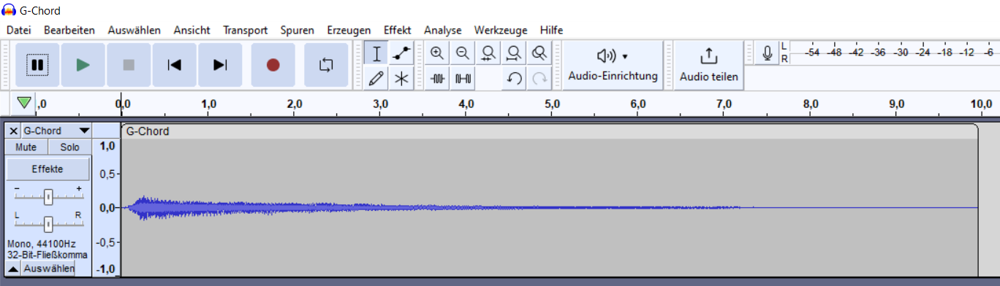 G-Chord
Datei Bearbeiten Auswählen Ansicht Transport Spuren Erzeugen Effekt Analyse Werkzeuge Hilfe
Audio-Einrichtung
Audio teilen
L
R
-54 -48 -42 -36 -30 -24 -18 -12 -6
,0 0,0 1,0 2,0 3,0 4,0 5,0 6,0 7,0 8,0 9,0 10,0
G-Chord
G-Chord
Mute Solo
Effekte
- +
L R
Mono, 44100Hz
32-Bit-Fließkomma
Auswählen
1,0
0,5-
0,0-
-0,5-
-1,0